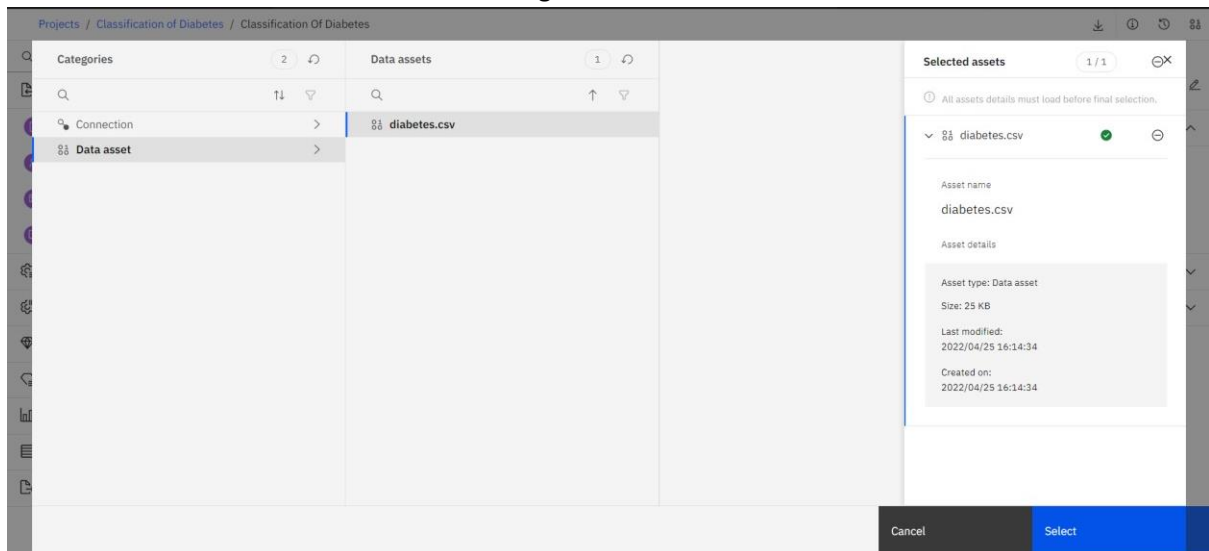 Projects / Classification of Diabetes / Classification Of Diabetes
Categories
2
Data assets
1
Selected assets
1/1
All assets details must load before final selection.
Connection
Data asset
diabetes.csv
diabetes.csv
Asset name
diabetes.csv
Asset details
Asset type: Data asset
Size: 25 KB
Last modified:
2022/04/25 16:14:34
Created on:
2022/04/25 16:14:34
Cancel
Select